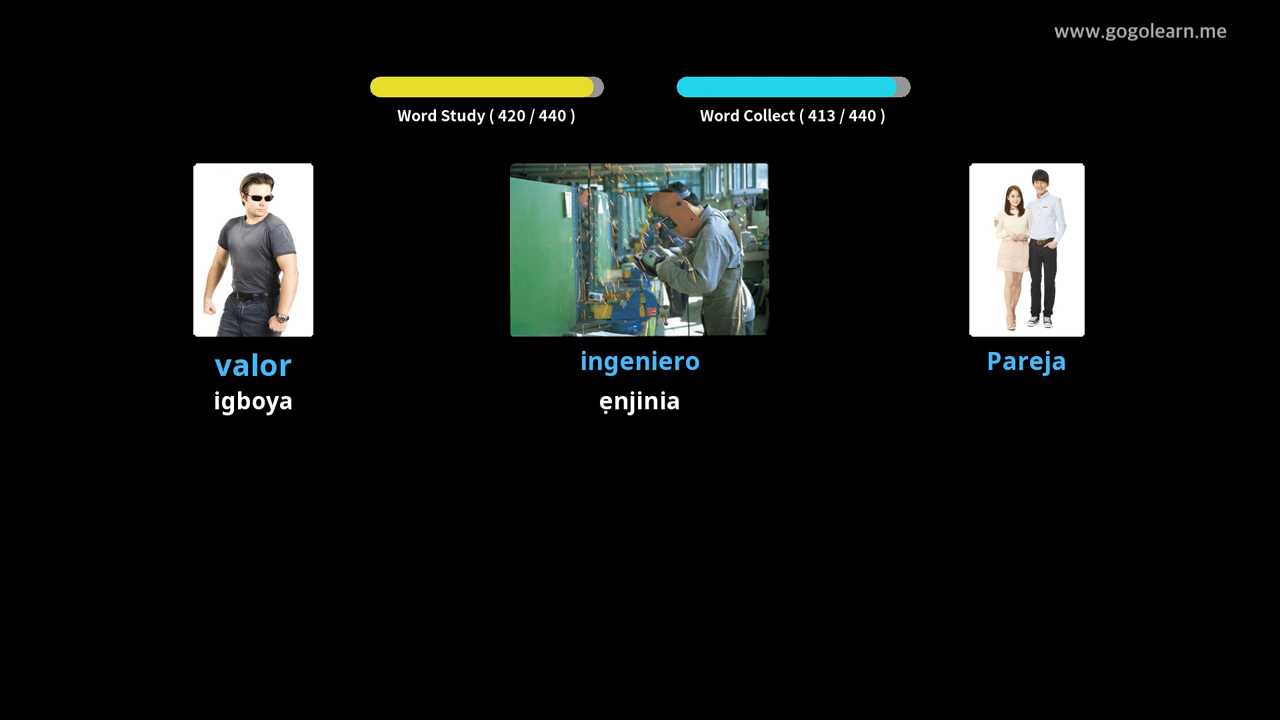 www.gogolearn.me
Word Study ( 420 / 440 )
Word Collect ( 413 / 440 )
valor
ingeniero
Pareja
igboya
ẹnjinia